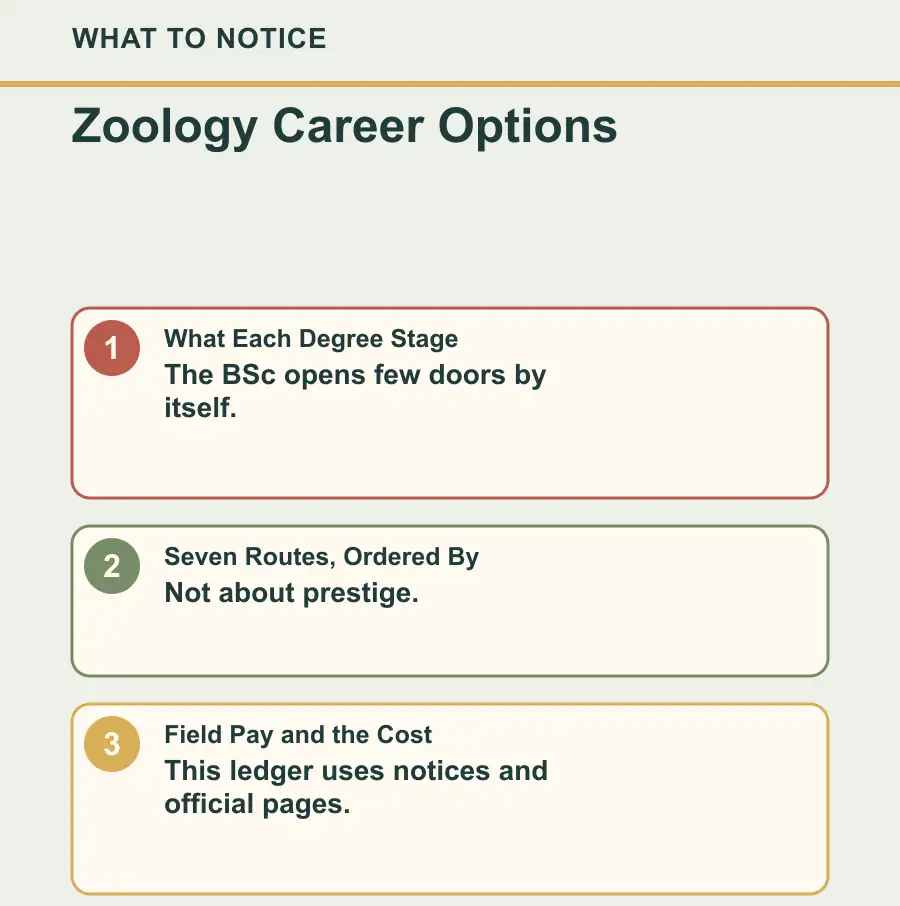 WHAT TO NOTICE
Zoology Career Options
1
What Each Degree Stage
The BSc opens few doors by
itself.
2
Seven Routes, Ordered By
Not about prestige.
3
Field Pay and the Cost
This ledger uses notices and
official pages.